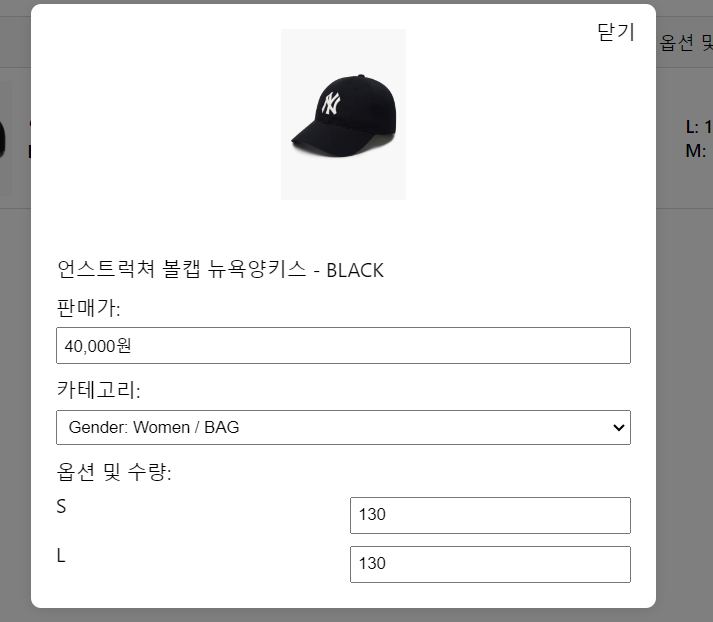 닫기
옵션 및
L: 1
M:
NY
언스트럭쳐 볼캡 뉴욕양키스 - BLACK
판매가:
40,000원
카테고리:
Gender: Women / BAG
옵션 및 수량:
S 130
L 130